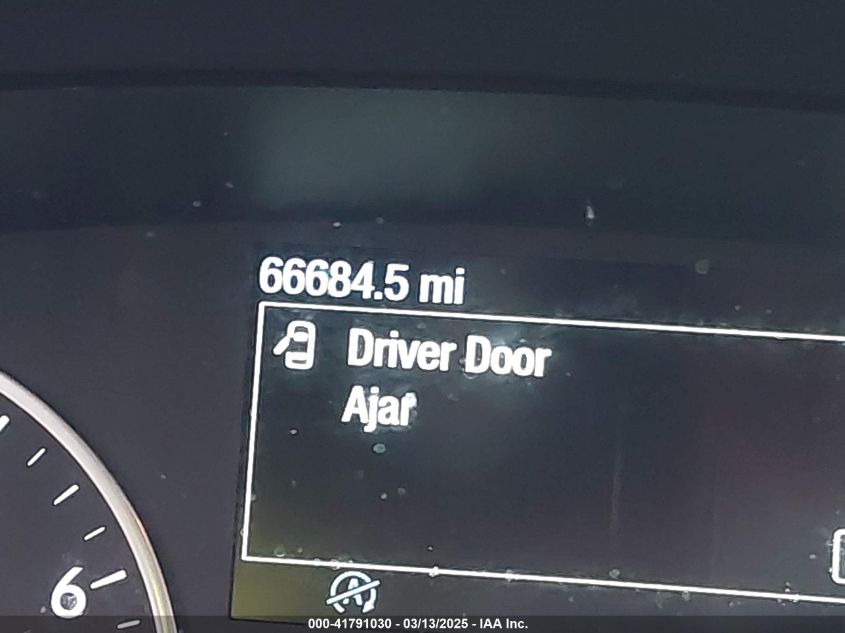 66684.5 mi
Driver Door
Ajar
A
6
000-41791030 - 03/13/2025 - IAA Inc.